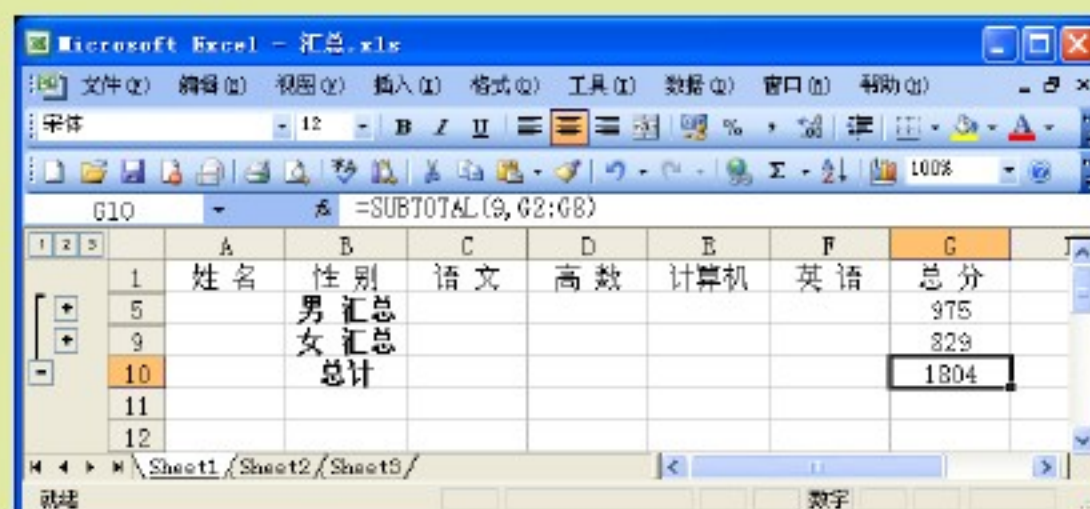 Microsoft Excel - 汇总.xls
文件(F) 编辑(E) 视图(V) 插入(I) 格式(O) 工具(T) 数据(D) 窗口(W) 帮助(H)
宋体 12 B I U % ,
Σ 100%
G10 fx =SUBTOTAL(9,G2:G8)
1 2 3 A B C D E F G
1 姓 名 性 别 语 文 高 数 计算机 英 语 总 分
5 男 汇总 975
9 女 汇总 829
10 总计 1804
11
12
Sheet1 Sheet2 Sheet3
就绪 数字